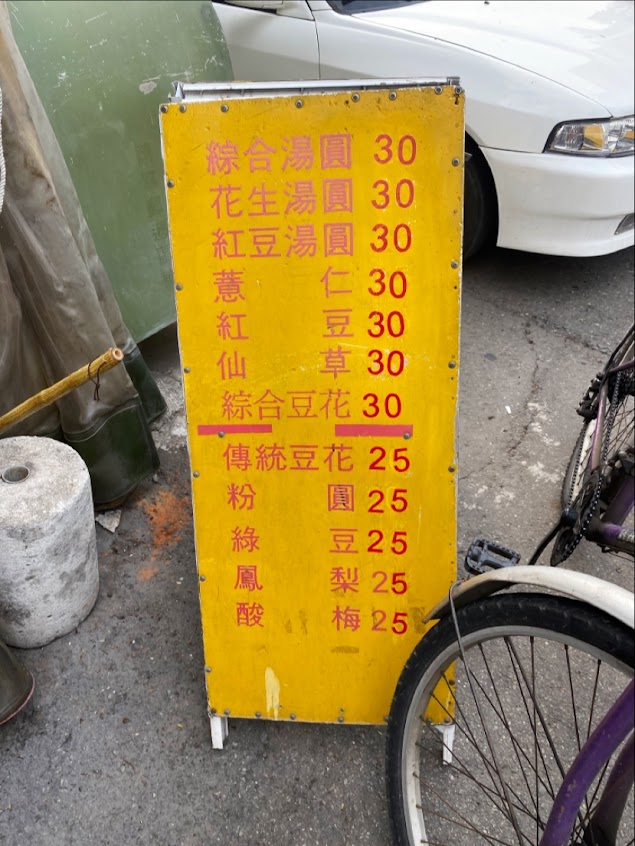 綜合湯圓 30
花生湯圓 30
紅豆湯圓 30
薏仁 30
紅豆 30
仙草 30
綜合豆花 30
傳統豆花 25
粉圓 25
綠豆 25
鳳梨 25
酸梅 25